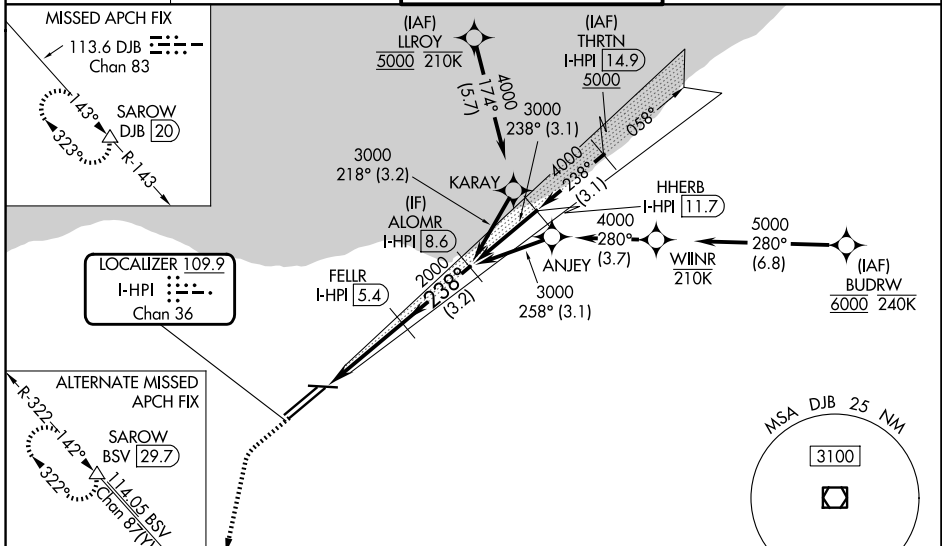 MISSED APCH FIX
113.6 DJB
Chan 83
143°
323°
SAROW
DJB 20
R-143
(IAF)
LLROY
5000 210K
4000
174°
(5.7)
(IAF)
THRTN
I-HPI 14.9
5000
3000
238° (3.1)
058°
4000
238°
(3.1)
3000
218° (3.2)
KARAY
HHERB
I-HPI 11.7
(IF)
ALOMR
I-HPI 8.6
ANJEY
4000
280°
(3.7)
WIINR
210K
5000
280°
(6.8)
(IAF)
BUDRW
6000 240K
3000
258° (3.1)
2000
238°
(3.2)
FELLR
I-HPI 5.4
LOCALIZER 109.9
I-HPI
Chan 36
ALTERNATE MISSED
APCH FIX
R-322
142°
322°
SAROW
BSV 29.7
114.05 BSV
Chan 87(Y)
MSA DJB 25 NM
3100